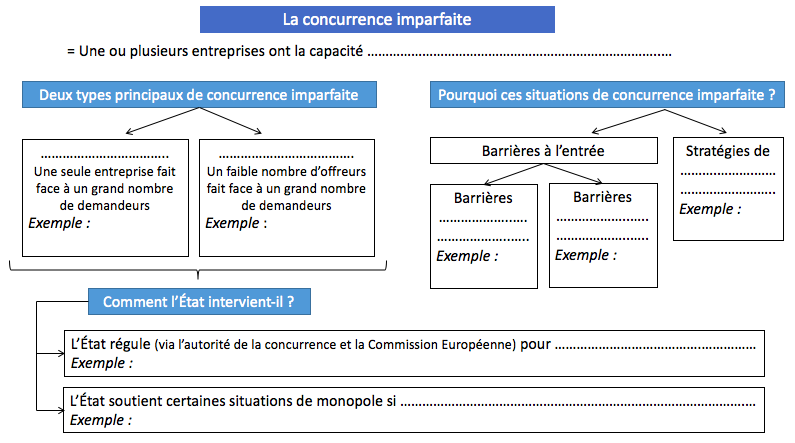 La concurrence imparfaite
= Une ou plusieurs entreprises ont la capacité ……………………………………………………………………..…
Deux types principaux de concurrence imparfaite
……………………………..
Une seule entreprise fait
face à un grand nombre
de demandeurs
Exemple :
……………………………….
Un faible nombre d’offreurs
fait face à un grand nombre
de demandeurs
Exemple :
Pourquoi ces situations de concurrence imparfaite ?
Barrières à l’entrée
Barrières
……………………
……………………..
Exemple :
Barrières
……………………..
……………………..
Exemple :
Stratégies de
………………………
………………………
Exemple :
Comment l’État intervient-il ?
L’État régule (via l’autorité de la concurrence et la Commission Européenne) pour ………………………………………………
Exemple :
L’État soutient certaines situations de monopole si ……………………………………………………………………………………
Exemple :